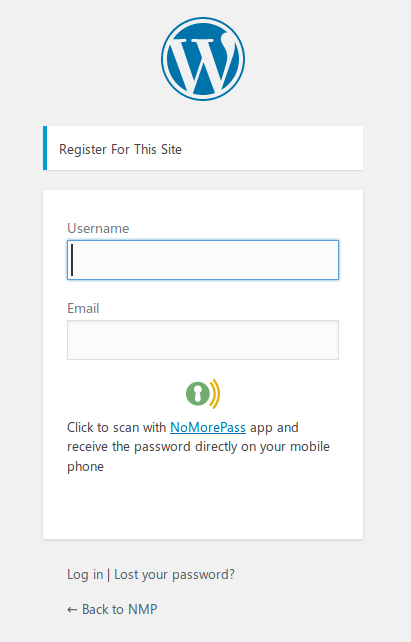 Register For This Site
Username
Email
Click to scan with NoMorePass app and
receive the password directly on your mobile
phone
Log in | Lost your password?
← Back to NMP